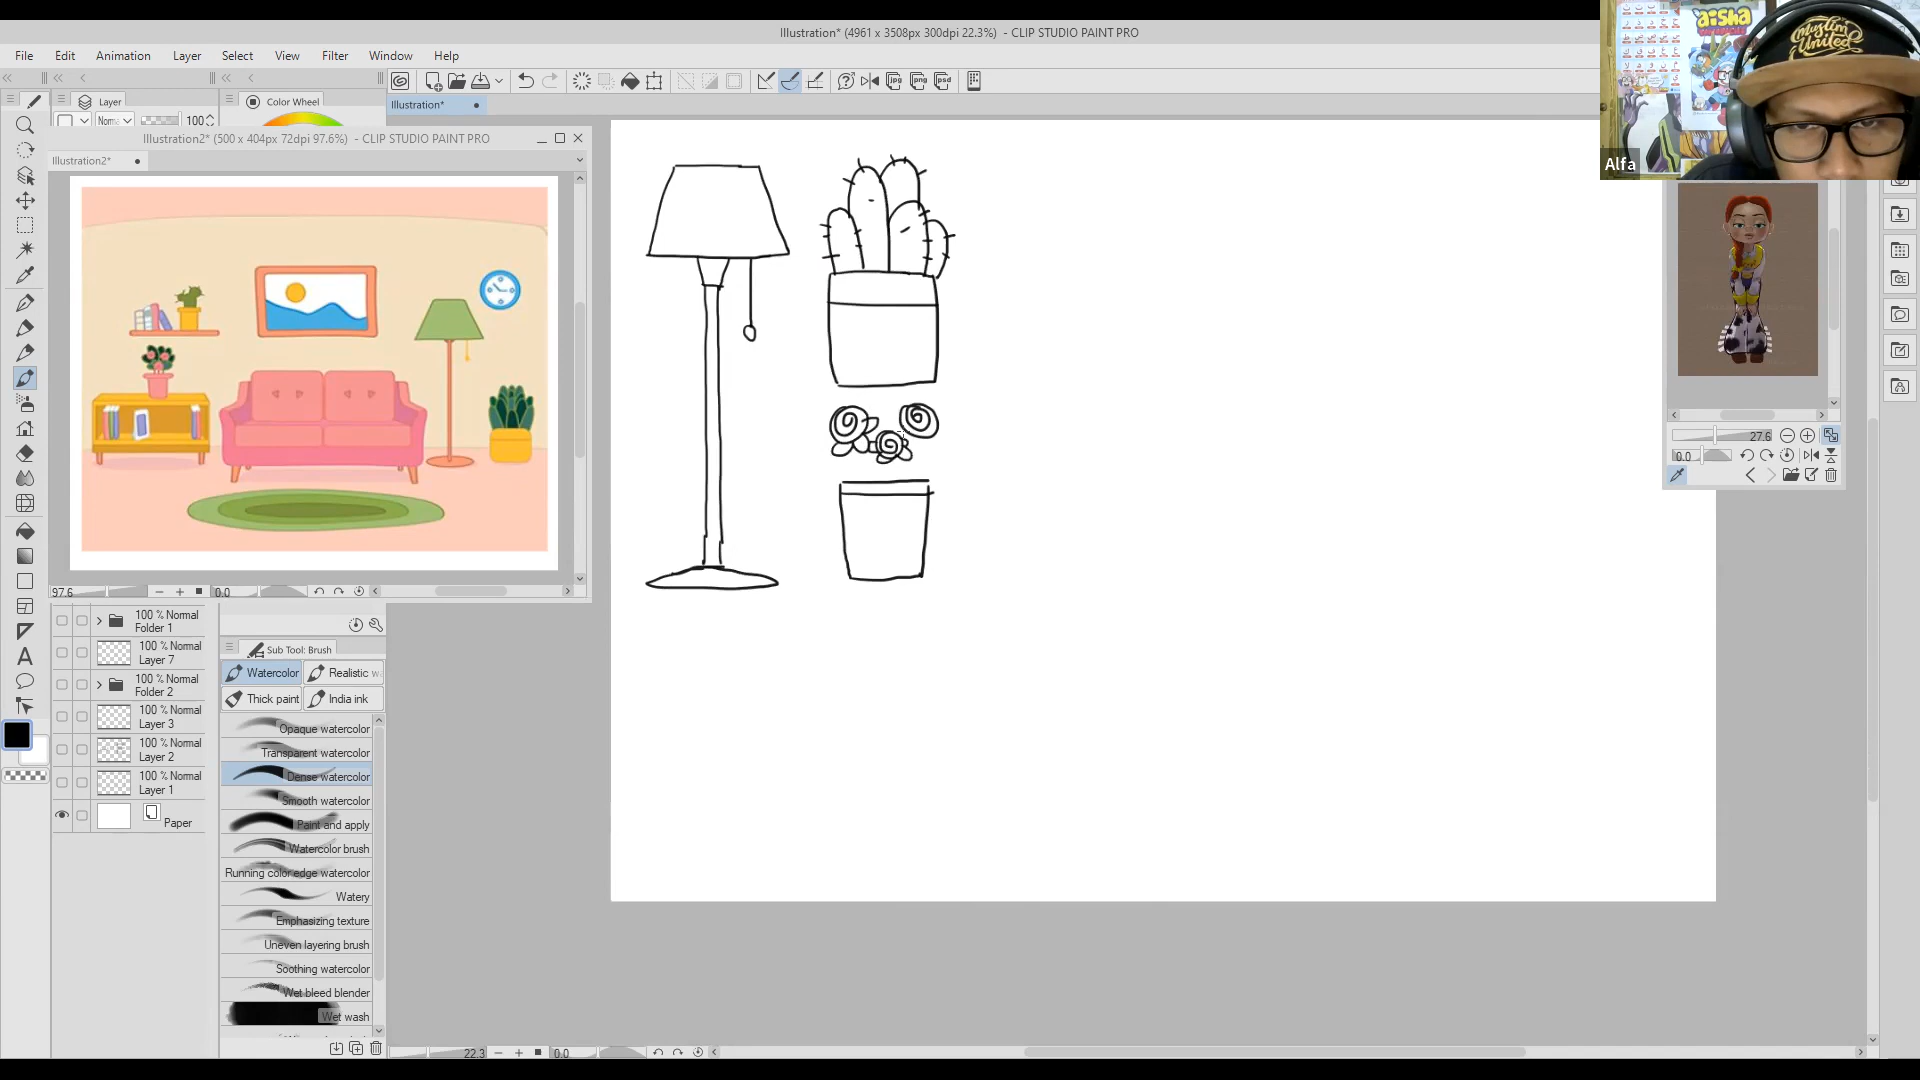 Illustration* (4961 x 3508px 300dpi 22.3%)  - CLIP STUDIO PAINT PRO
File Edit Animation Layer Select View Filter Window Help
Layer
Color Wheel
Illustration*
100
Illustration2* (500 x 404px 72dpi 97.6%)  - CLIP STUDIO PAINT PRO
Illustration2*
aisha
Muslim United
Alfa
27.6
0.0
97.6
0.0
100 % Normal
Folder 1
100 % Normal
Layer 7
100 % Normal
Folder 2
100 % Normal
Layer 3
100 % Normal
Layer 2
100 % Normal
Layer 1
Paper
Sub Tool: Brush
Watercolor
Realistic
Thick paint
India ink
Opaque watercolor
Transparent watercolor
Dense watercolor
Smooth watercolor
Paint and apply
Watercolor brush
Running color edge watercolor
Watery
Emphasizing texture
Uneven layering brush
Soothing watercolor
Wet bleed blender
Wet wash
22.3
0.0